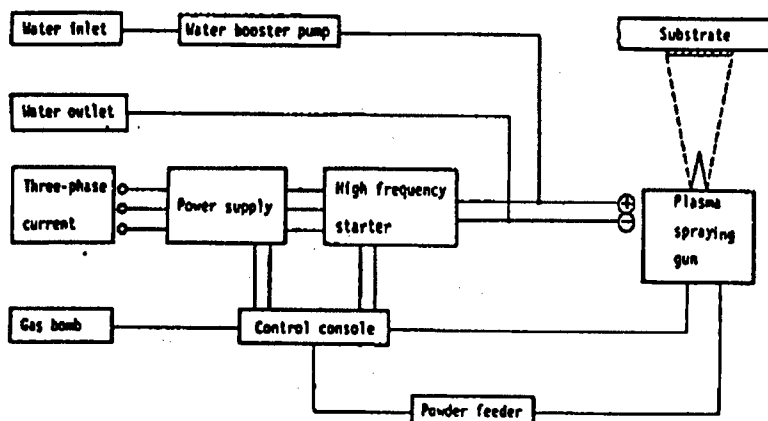 Water inlet
Water booster pump
Substrate
Water outlet
Three-phase
current
Power supply
High frequency
starter
+
−
Plasma
spraying
gun
Gas bomb
Control console
Powder feeder